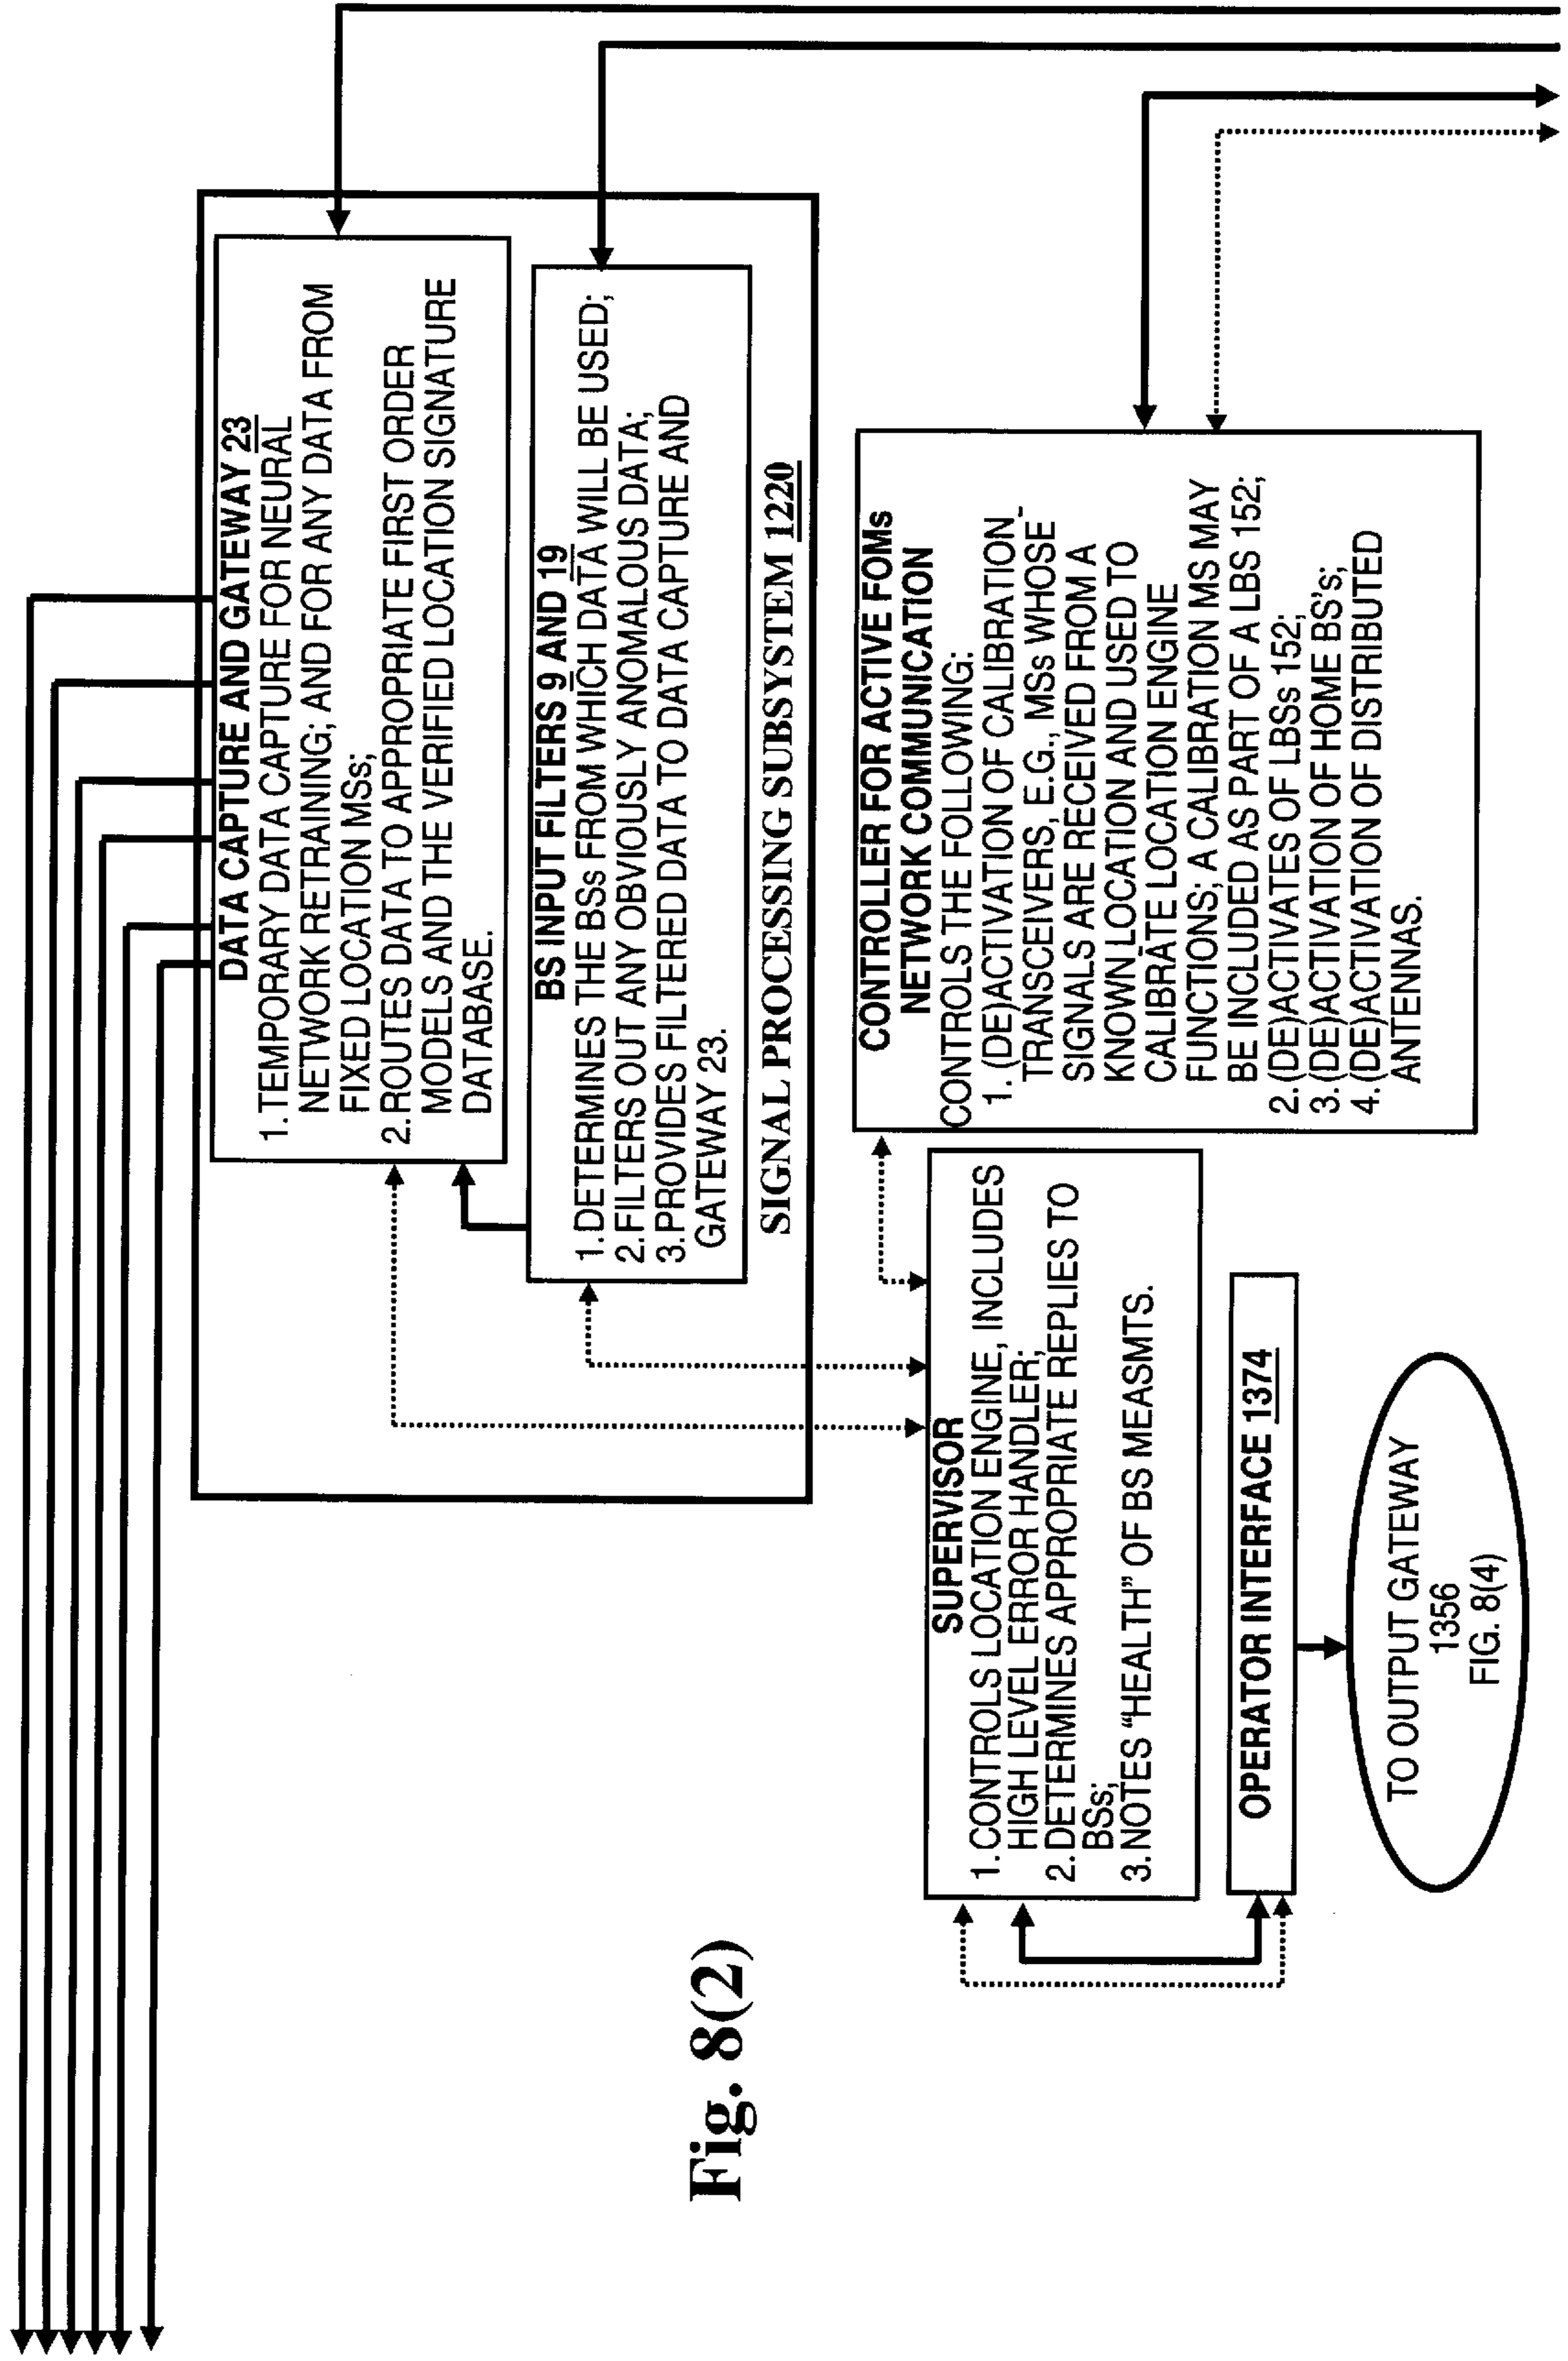 DATA CAPTURE AND GATEWAY 23
1. TEMPORARY DATA CAPTURE FOR NEURAL
NETWORK RETRAINING; AND FOR ANY DATA FROM
FIXED LOCATION MSs;
2. ROUTES DATA TO APPROPRIATE FIRST ORDER
MODELS AND THE VERIFIED LOCATION SIGNATURE
DATABASE.
BS INPUT FILTERS 9 AND 19
1. DETERMINES THE BSs FROM WHICH DATA WILL BE USED;
2. FILTERS OUT ANY OBVIOUSLY ANOMALOUS DATA;
3. PROVIDES FILTERED DATA TO DATA CAPTURE AND
GATEWAY 23.
SIGNAL PROCESSING SUBSYSTEM 1220
CONTROLLER FOR ACTIVE FOMs
NETWORK COMMUNICATION
CONTROLS THE FOLLOWING:
1. (DE)ACTIVATION OF CALIBRATION
TRANSCEIVERS, E.G., MSs WHOSE
SIGNALS ARE RECEIVED FROM A
KNOWN LOCATION AND USED TO
CALIBRATE LOCATION ENGINE
FUNCTIONS; A CALIBRATION MS MAY
BE INCLUDED AS PART OF A LBS 152;
2. (DE)ACTIVATES OF LBSs 152;
3. (DE)ACTIVATION OF HOME BS's;
4. (DE)ACTIVATION OF DISTRIBUTED
ANTENNAS.
SUPERVISOR
1. CONTROLS LOCATION ENGINE, INCLUDES
HIGH LEVEL ERROR HANDLER;
2. DETERMINES APPROPRIATE REPLIES TO
BSs;
3. NOTES “HEALTH” OF BS MEASMTS.
OPERATOR INTERFACE 1374
TO OUTPUT GATEWAY
1356
FIG. 8(4)
Fig. 8(2)